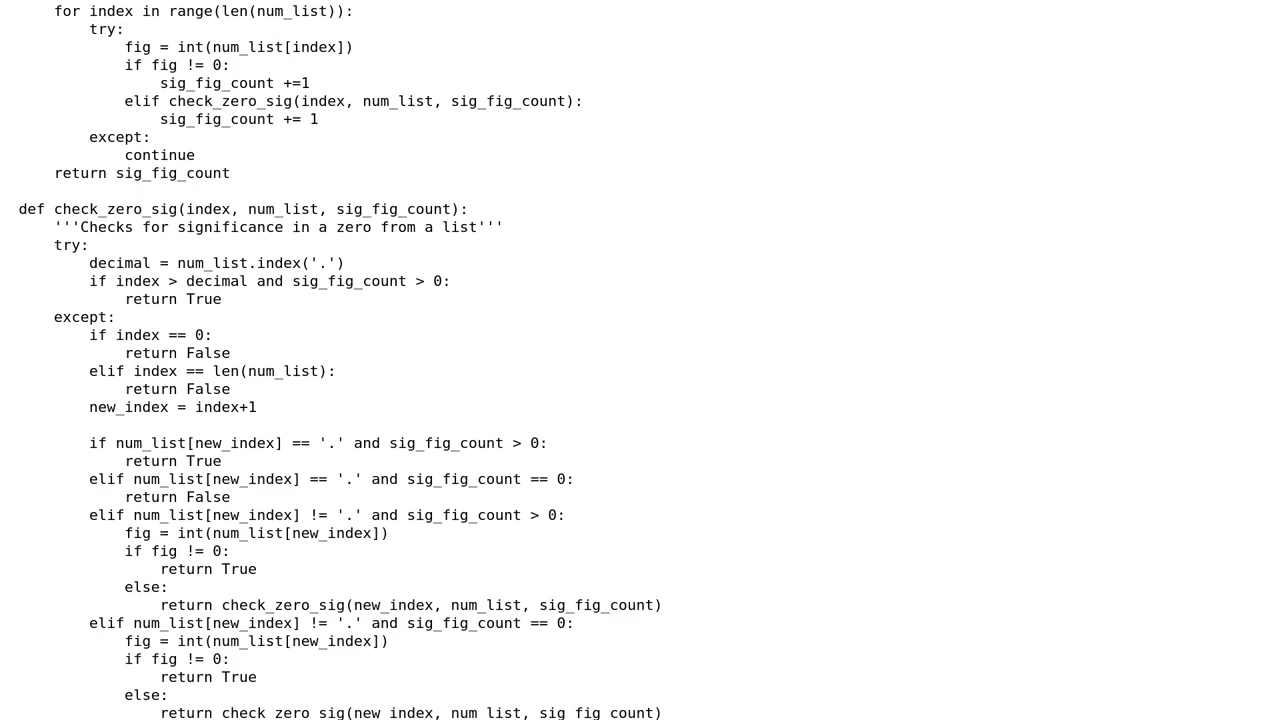 for index in range(len(num_list)):
try:
fig = int(num_list[index])
if fig != 0:
sig_fig_count +=1
elif check_zero_sig(index, num_list, sig_fig_count):
sig_fig_count += 1
except:
continue
return sig_fig_count
def check_zero_sig(index, num_list, sig_fig_count):
'''Checks for significance in a zero from a list'''
try:
decimal = num_list.index('.')
if index > decimal and sig_fig_count > 0:
return True
except:
if index == 0:
return False
elif index == len(num_list):
return False
new_index = index+1
if num_list[new_index] == '.' and sig_fig_count > 0:
return True
elif num_list[new_index] == '.' and sig_fig_count == 0:
return False
elif num_list[new_index] != '.' and sig_fig_count > 0:
fig = int(num_list[new_index])
if fig != 0:
return True
else:
return check_zero_sig(new_index, num_list, sig_fig_count)
elif num_list[new_index] != '.' and sig_fig_count == 0:
fig = int(num_list[new_index])
if fig != 0:
return True
else:
return check_zero_sig(new_index, num_list, sig_fig_count)